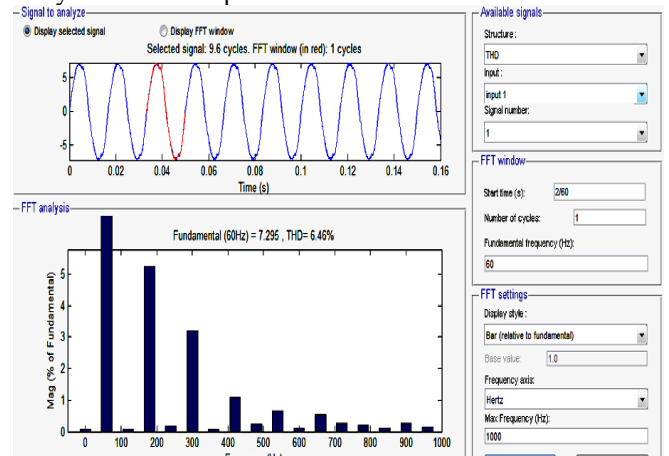 Signal to analyze
Display selected signal
Display FFT window
Selected signal: 9.6 cycles. FFT window (in red): 1 cycles
5
0
-5
0 0.02 0.04 0.06 0.08 0.1 0.12 0.14 0.16
Time (s)
FFT analysis
Fundamental (60Hz) = 7.295 , THD= 6.46%
Mag (% of Fundamental)
5
4
3
2
1
0
0 100 200 300 400 500 600 700 800 900 1000
Available signals
Structure :
THD
Input :
input 1
Signal number:
1
FFT window
Start time (s): 2/60
Number of cycles: 1
Fundamental frequency (Hz):
60
FFT settings
Display style :
Bar (relative to fundamental)
Base value: 1.0
Frequency axis:
Hertz
Max Frequency (Hz):
1000